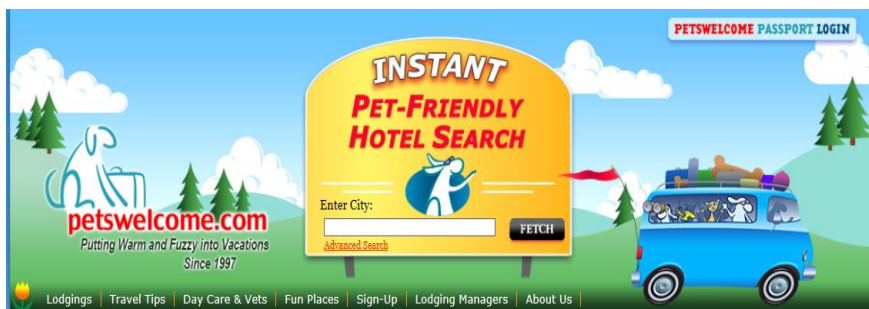 PETSWELCOME PASSPORT LOGIN
INSTANT
PET-FRIENDLY
HOTEL SEARCH
Enter City:
FETCH
Advanced Search
petswelcome.com
Putting Warm and Fuzzy into Vacations
Since 1997
Lodgings | Travel Tips | Day Care & Vets | Fun Places | Sign-Up | Lodging Managers | About Us |